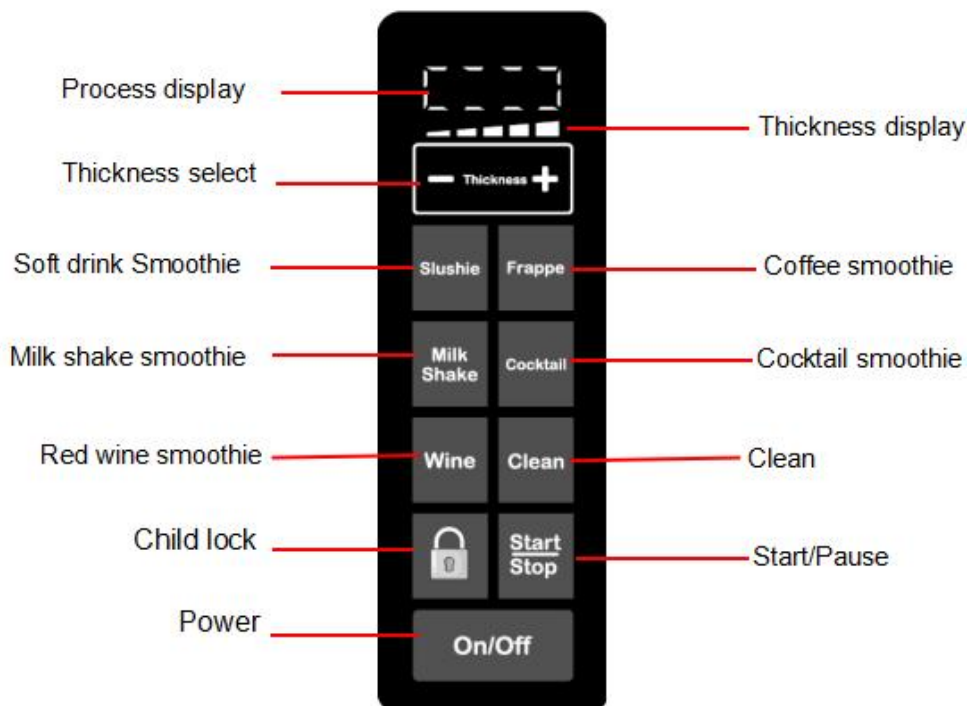 Process display
Thickness display
Thickness select
− Thickness +
Soft drink Smoothie
Slushie
Frappe
Coffee smoothie
Milk shake smoothie
Milk
Shake
Cocktail
Cocktail smoothie
Red wine smoothie
Wine
Clean
Clean
Child lock
Start
Stop
Start/Pause
Power
On/Off